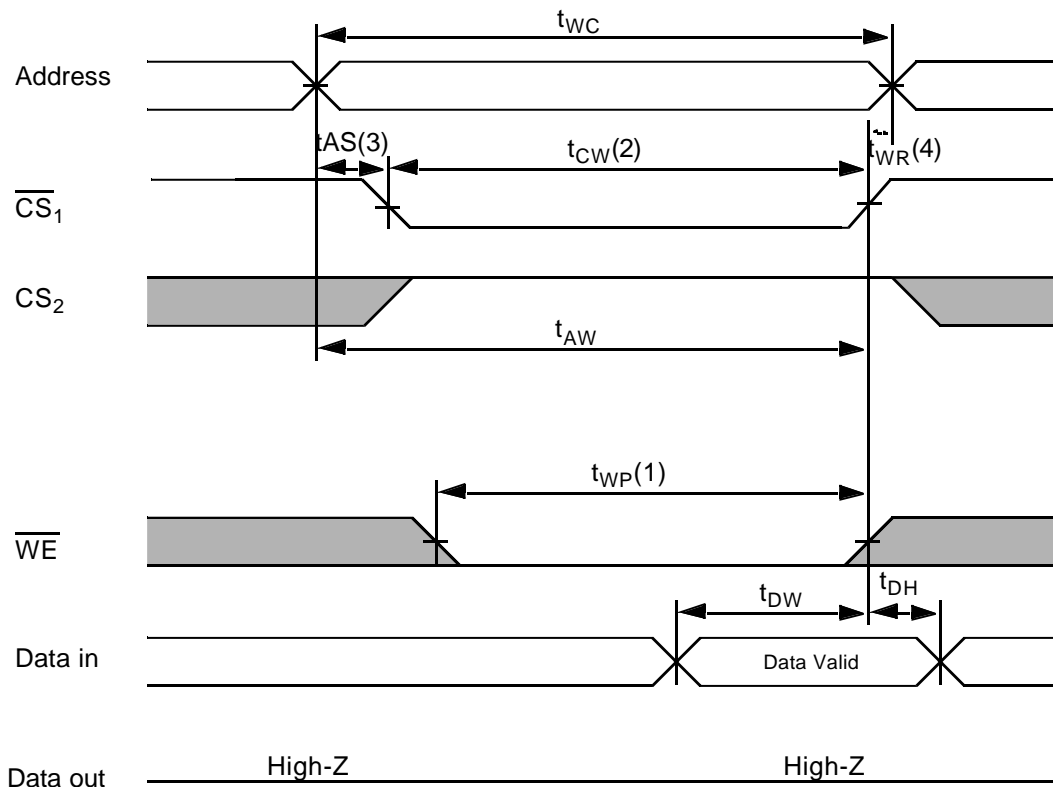 tWC
Address
tAS(3) tCW(2) tWR(4)
CS1
CS2
tAW
tWP(1)
WE
tDW tDH
Data in Data Valid
High-Z High-Z
Data out